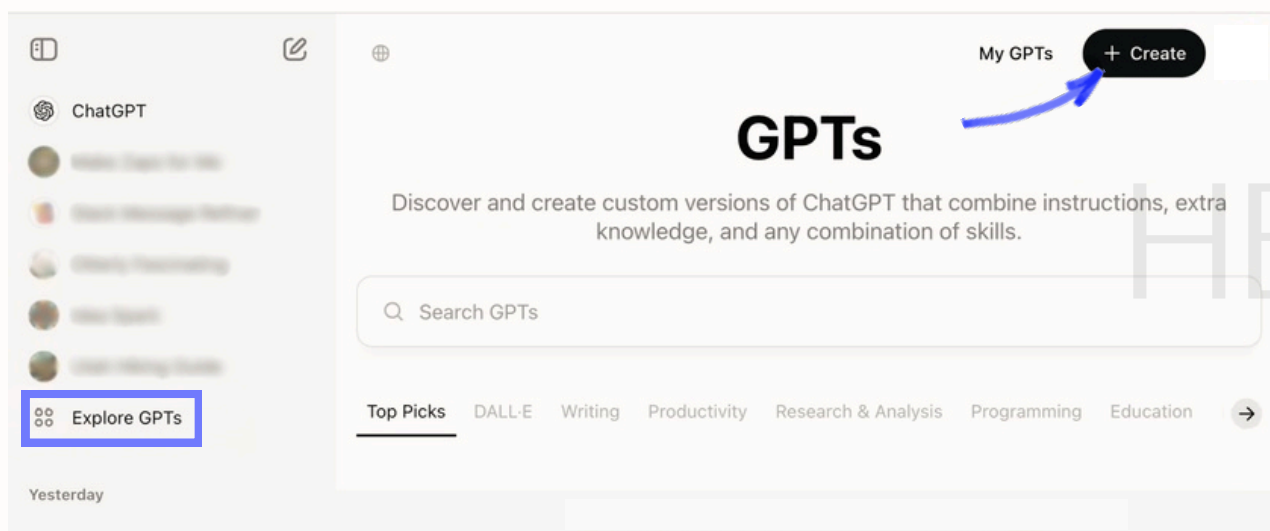 My GPTs
+ Create
ChatGPT
GPTs
Discover and create custom versions of ChatGPT that combine instructions, extra
knowledge, and any combination of skills.
Search GPTs
Explore GPTs
Top Picks DALL·E Writing Productivity Research & Analysis Programming Education
Yesterday